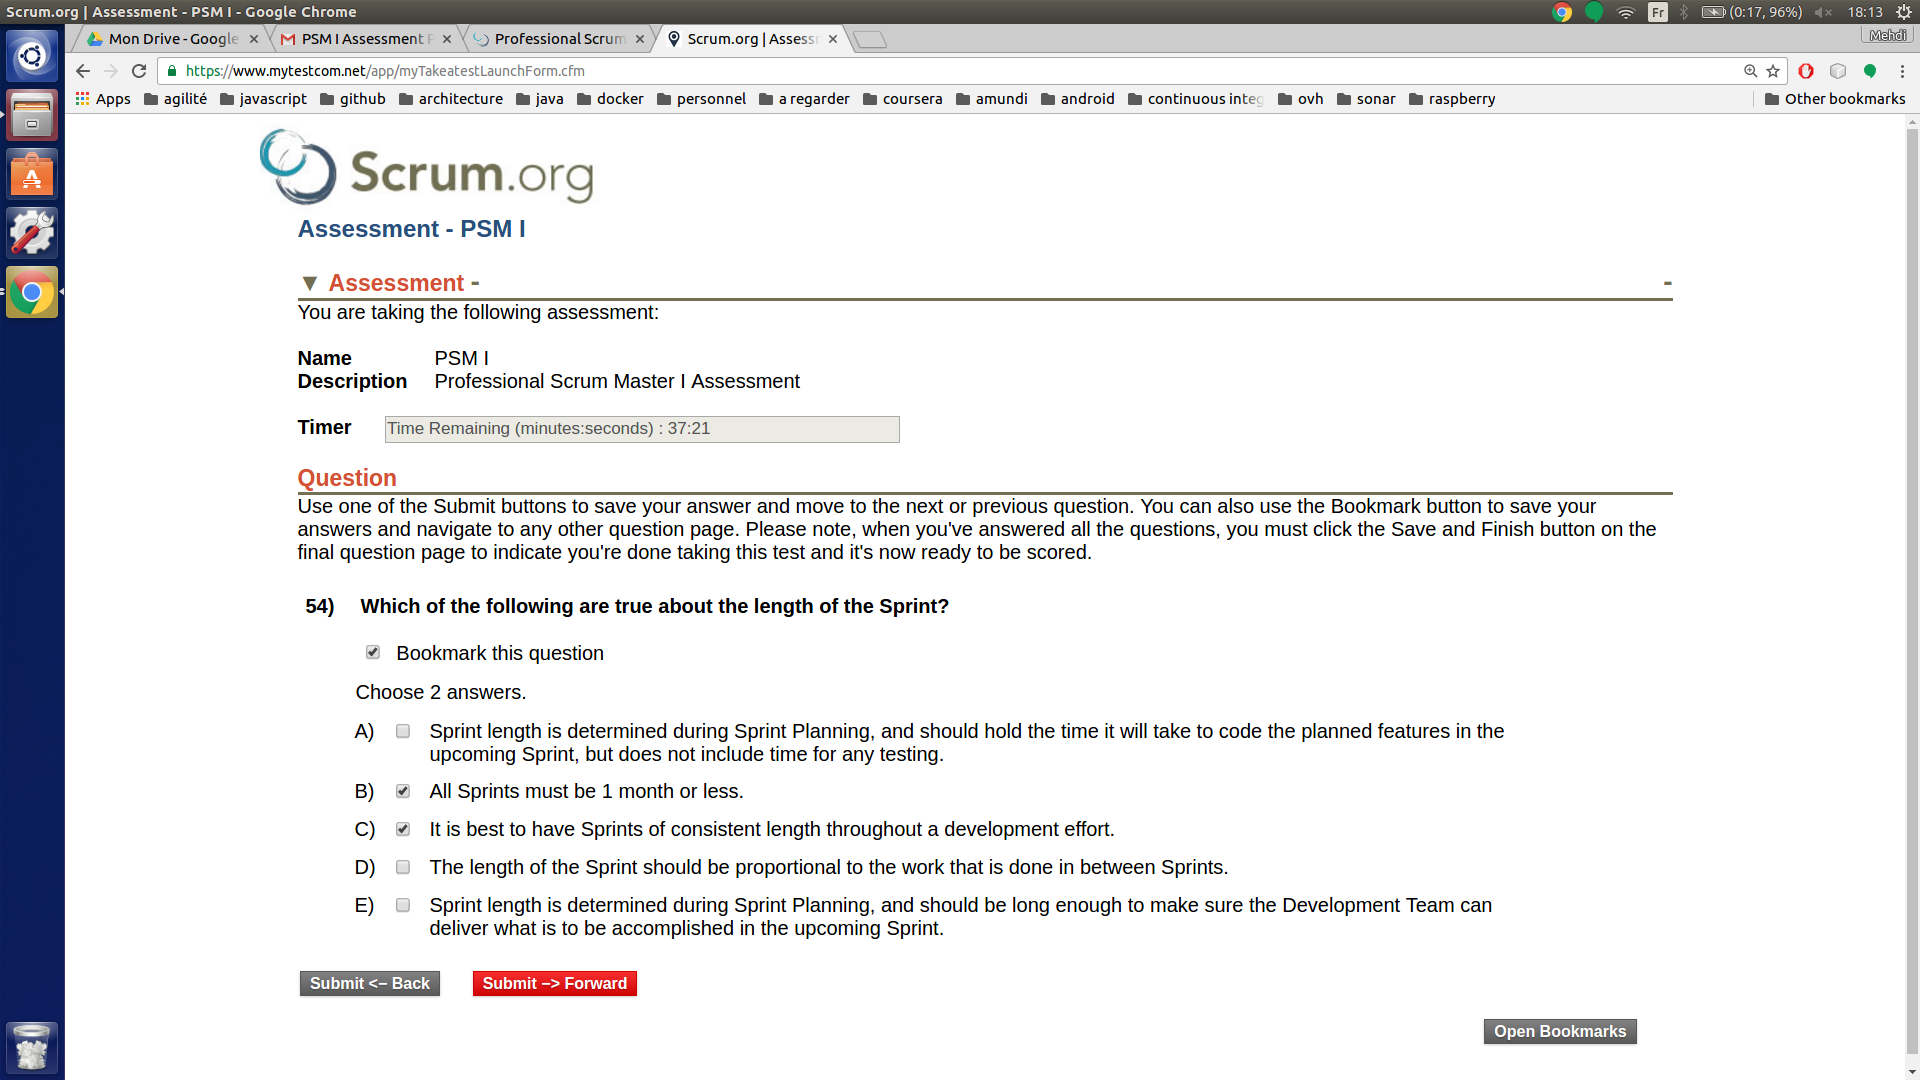 Scrum.org | Assessment - PSM I - Google Chrome
Fr
(0:17, 96%)
18:13
Mon Drive - Google
PSM I Assessment
Professional Scrum
Scrum.org | Assess
Mehdi
https://www.mytestcom.net/app/myTakeatestLaunchForm.cfm
Apps agilité javascript github architecture java docker personnel a regarder coursera amundi android continuous integ ovh sonar raspberry Other bookmarks
Scrum.org
Assessment - PSM I
▼ Assessment - -
You are taking the following assessment:
Name PSM I
Description Professional Scrum Master I Assessment
Timer Time Remaining (minutes:seconds) : 37:21
Question
Use one of the Submit buttons to save your answer and move to the next or previous question. You can also use the Bookmark button to save your
answers and navigate to any other question page. Please note, when you've answered all the questions, you must click the Save and Finish button on the
final question page to indicate you're done taking this test and it's now ready to be scored.
54) Which of the following are true about the length of the Sprint?
Bookmark this question
Choose 2 answers.
A) Sprint length is determined during Sprint Planning, and should hold the time it will take to code the planned features in the
upcoming Sprint, but does not include time for any testing.
B) All Sprints must be 1 month or less.
C) It is best to have Sprints of consistent length throughout a development effort.
D) The length of the Sprint should be proportional to the work that is done in between Sprints.
E) Sprint length is determined during Sprint Planning, and should be long enough to make sure the Development Team can
deliver what is to be accomplished in the upcoming Sprint.
Submit <– Back Submit –> Forward
Open Bookmarks